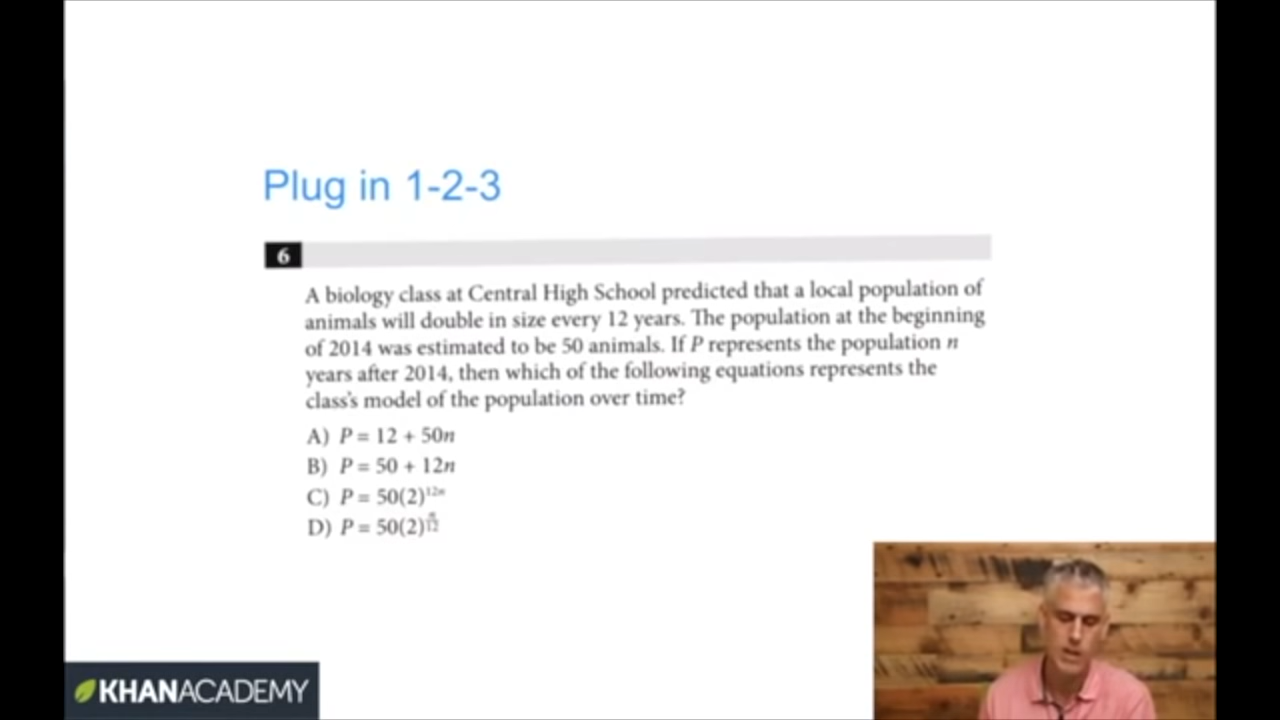 Plug in 1-2-3
6
A biology class at Central High School predicted that a local population of
animals will double in size every 12 years. The population at the beginning
of 2014 was estimated to be 50 animals. If P represents the population n
years after 2014, then which of the following equations represents the
class's model of the population over time?
A) P = 12 + 50n
B) P = 50 + 12n
C) P = 50(2)¹²ⁿ
D) P = 50(2)^(n/12)
KHANACADEMY